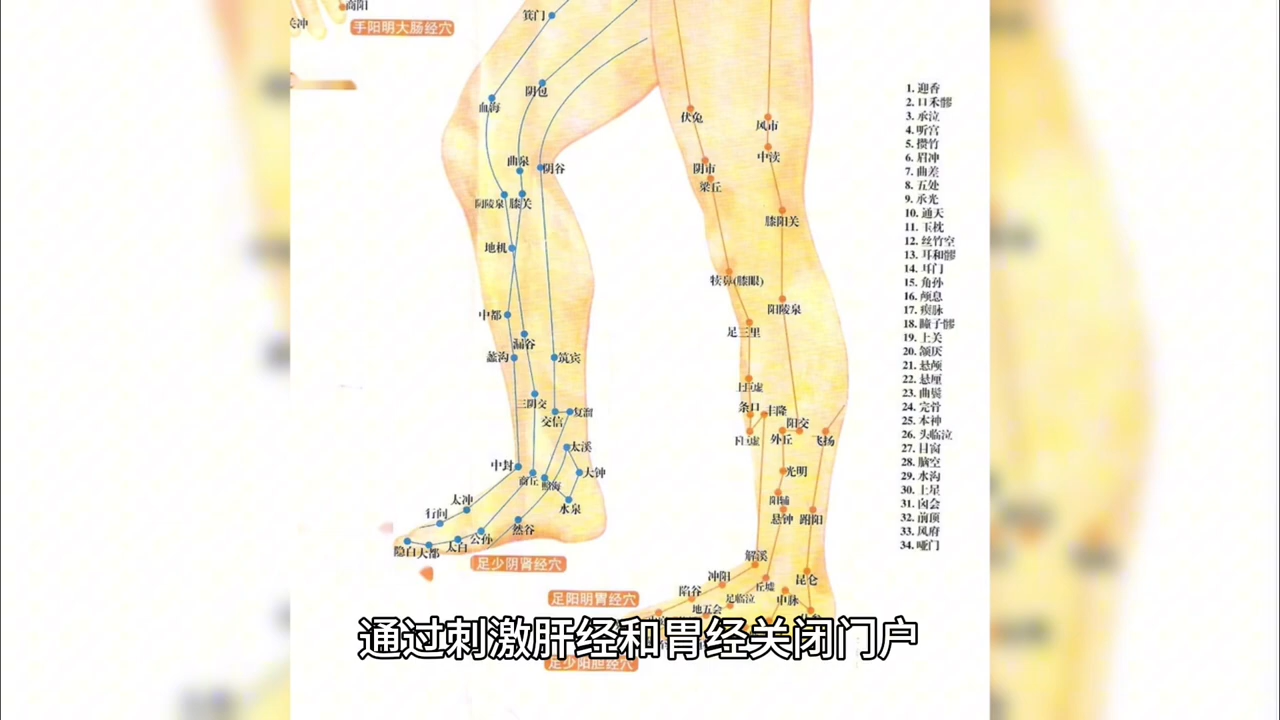 商阳
关冲
手阳明大肠经穴
箕门
血海
阴包
曲泉
阴谷
阴陵泉
膝关
地机
中都
漏谷
蠡沟
筑宾
三阴交
交信
复溜
太溪
中封
商丘
照海
大钟
水泉
太冲
行间
然谷
公孙
太白
大都
隐白
足少阴肾经穴
伏兔
风市
中渎
阴市
梁丘
膝阳关
犊鼻(膝眼)
阳陵泉
足三里
上巨虚
条口
丰隆
阳交
下巨虚
外丘
飞扬
光明
阳辅
悬钟
跗阳
解溪
冲阳
丘墟
昆仑
陷谷
足临泣
申脉
地五会
足阳明胃经穴
足少阳胆经穴
1. 迎香
2. 口禾髎
3. 承泣
4. 听宫
5. 攒竹
6. 眉冲
7. 曲差
8. 五处
9. 承光
10. 通天
11. 玉枕
12. 丝竹空
13. 耳和髎
14. 耳门
15. 角孙
16. 颅息
17. 瘈脉
18. 瞳子髎
19. 上关
20. 颔厌
21. 悬颅
22. 悬厘
23. 曲鬓
24. 完骨
25. 本神
26. 头临泣
27. 目窗
28. 脑空
29. 水沟
30. 上星
31. 囟会
32. 前顶
33. 风府
34. 哑门
通过刺激肝经和胃经关闭门户